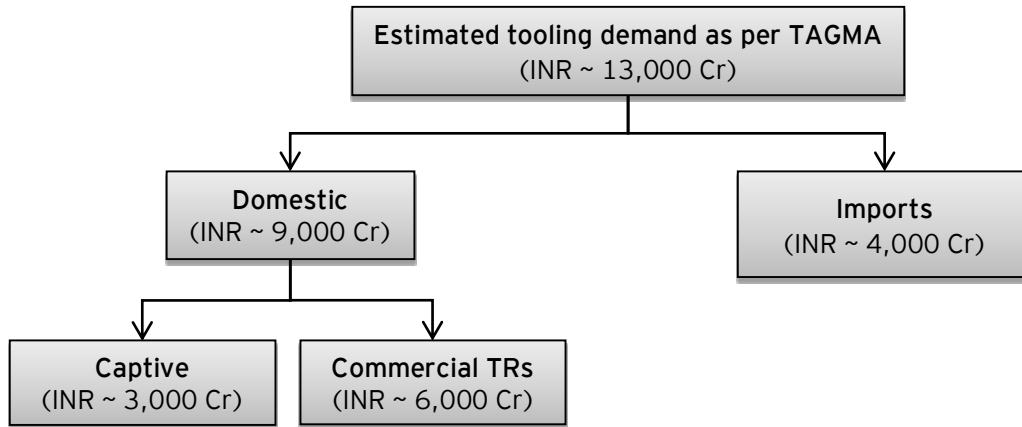 Estimated tooling demand as per TAGMA
(INR ~ 13,000 Cr)
Domestic
(INR ~ 9,000 Cr)
Imports
(INR ~ 4,000 Cr)
Captive
(INR ~ 3,000 Cr)
Commercial TRs
(INR ~ 6,000 Cr)